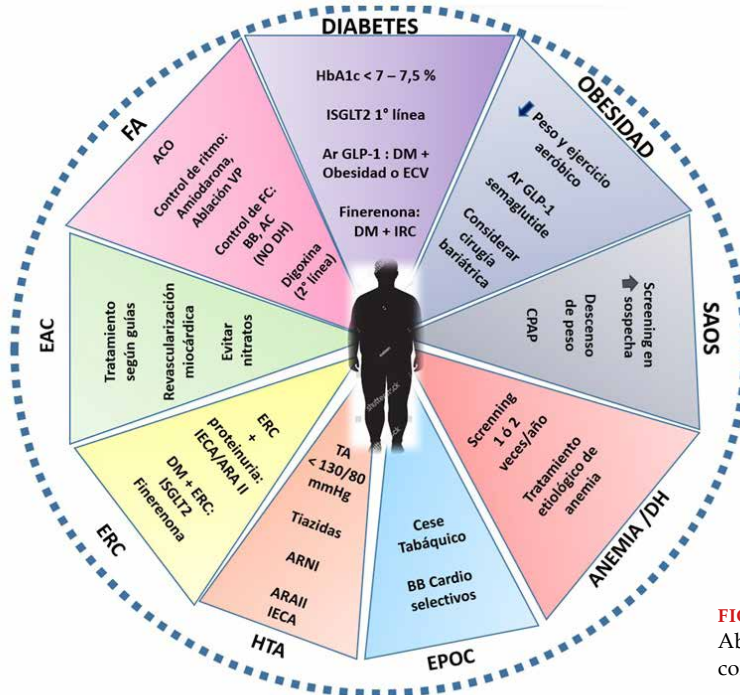 DIABETES
HbA1c < 7 – 7,5 %
ISGLT2 1° línea
Ar GLP-1 : DM +
Obesidad o ECV
Finerenona:
DM + IRC
OBESIDAD
Peso y ejercicio
aeróbico
Ar GLP-1
semaglutide
Considerar
cirugía
bariátrica
SAOS
Screening en
sospecha
Descenso
de peso
CPAP
ANEMIA /DH
Screnning
1 ó 2
veces/año
Tratamiento
etiológico de
anemia
EPOC
Cese
Tabáquico
BB Cardio
selectivos
HTA
TA
< 130/80
mmHg
Tiazidas
ARNI
ARAII
IECA
ERC
ERC
+
proteinuria:
IECA/ARA II
DM + ERC:
ISGLT2
Finerenona
EAC
Tratamiento
según guías
Revascularización
miocárdica
Evitar
nitratos
FA
ACO
Control de ritmo:
Amiodarona,
Ablación VP
Control de FC:
BB, AC
(NO DH)
Digoxina
(2° línea)